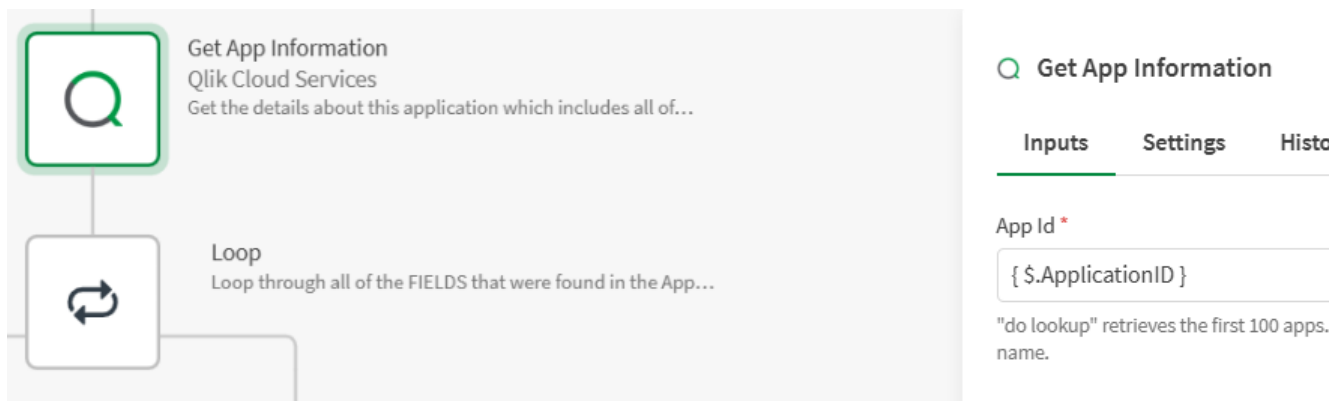 Get App Information
Qlik Cloud Services
Get the details about this application which includes all of...
Loop
Loop through all of the FIELDS that were found in the App...
Get App Information
Inputs Settings Histo
App Id *
{ $.ApplicationID }
"do lookup" retrieves the first 100 apps.
name.